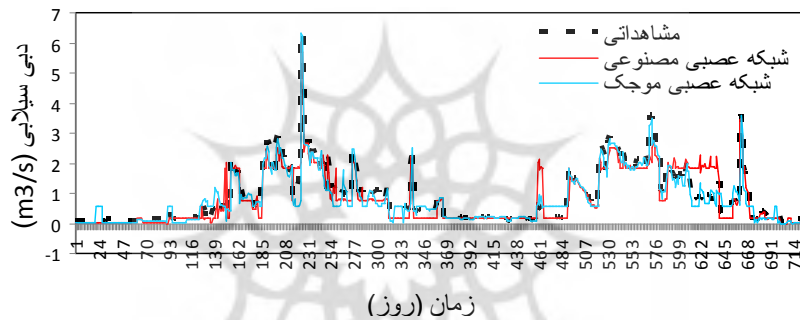 7
6
5
4
3
2
1
0
-1
دبی سیلابی (m3/s)
مشاهداتی
شبکه عصبی مصنوعی
شبکه عصبی موجک
1 24 47 70 93 116 139 162 185 208 231 254 277 300 323 346 369 392 415 438 461 484 507 530 553 576 599 622 645 668 691 714
زمان (روز)